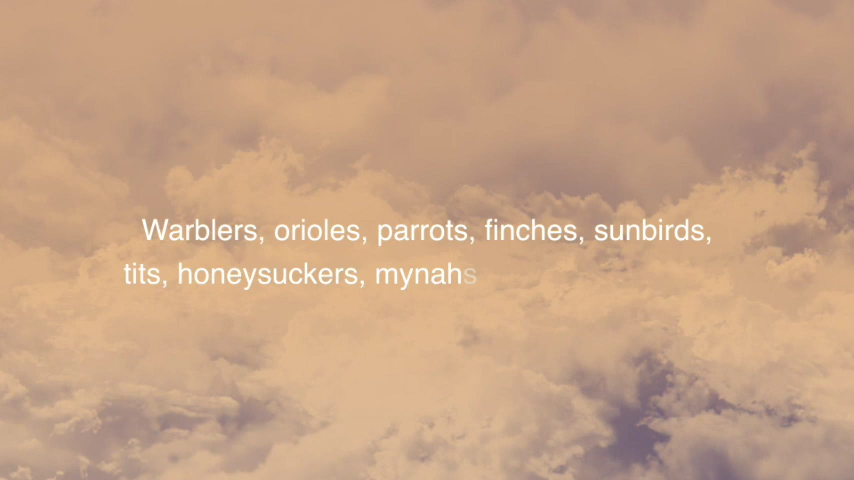 Warblers, orioles, parrots, finches, sunbirds,
tits, honeysuckers, mynahs